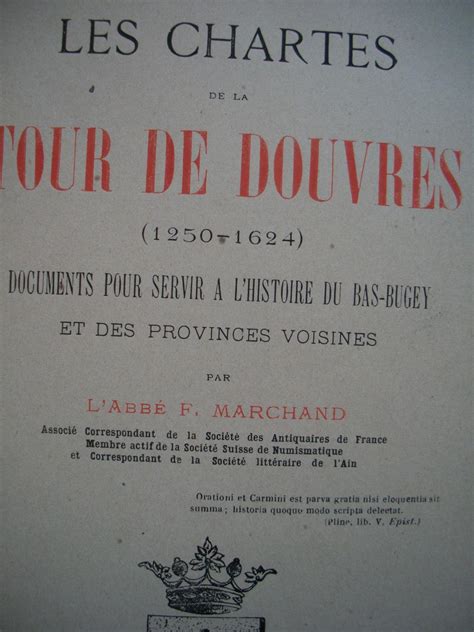 LES CHARTES
DE LA
TOUR DE DOUVRES
(1250-1624)
DOCUMENTS POUR SERVIR A L'HISTOIRE DU BAS-BUGEY
ET DES PROVINCES VOISINES
PAR
L'ABBÉ F. MARCHAND
Associé Correspondant de la Société des Antiquaires de France
Membre actif de la Société Suisse de Numismatique
et Correspondant de la Société littéraire de l'Ain
Orationi et Carmini est parva gratia nisi eloquentia sit
summa ; historia quoquo modo scripta delectat.
(Pline, lib. V. Epist.)